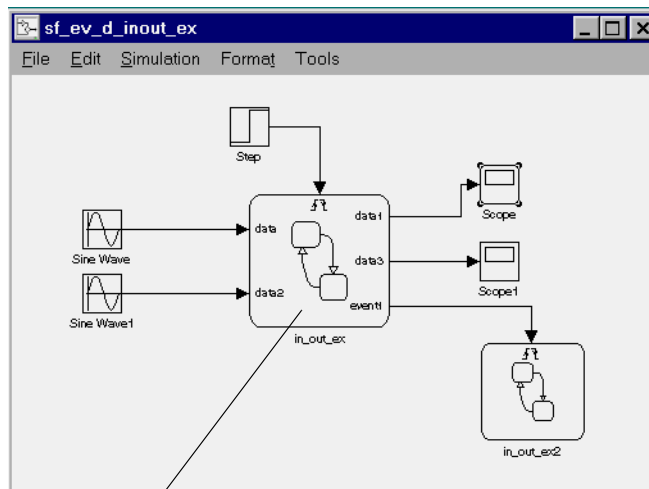 sf_ev_d_inout_ex
File Edit Simulation Format Tools
Step
data
data1
Scope
Sine Wave
data3
data2
Scope1
event1
Sine Wave1
in_out_ex
in_out_ex2